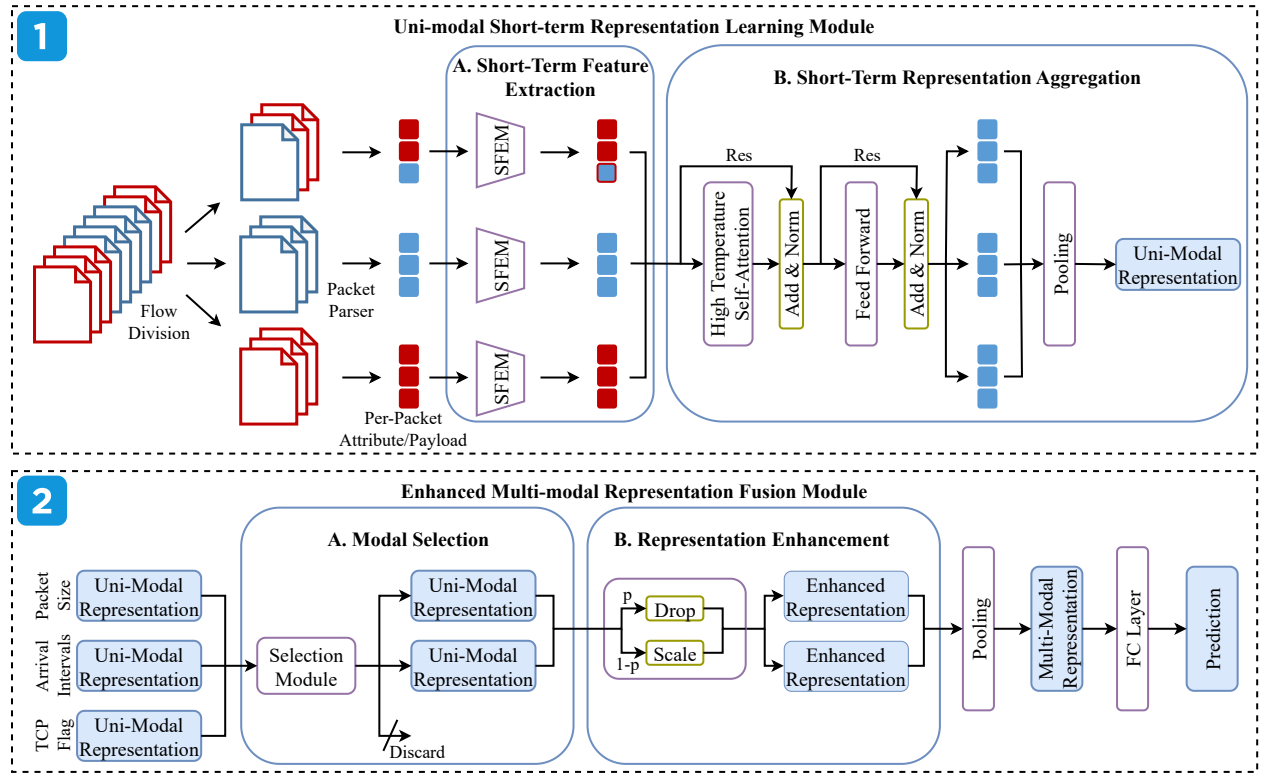 1
Uni-modal Short-term Representation Learning Module
A. Short-Term Feature
Extraction
B. Short-Term Representation Aggregation
Flow
Division
Packet
Parser
Per-Packet
Attribute/Payload
SFEM
SFEM
SFEM
Res
Res
High Temperature
Self-Attention
Add & Norm
Feed Forward
Add & Norm
Pooling
Uni-Modal
Representation
2
Enhanced Multi-modal Representation Fusion Module
A. Modal Selection
B. Representation Enhancement
Packet
Size
Uni-Modal
Representation
Arrival
Intervals
Uni-Modal
Representation
TCP
Flag
Uni-Modal
Representation
Selection
Module
Uni-Modal
Representation
Uni-Modal
Representation
Discard
p
Drop
1-p
Scale
Enhanced
Representation
Enhanced
Representation
Pooling
Multi-Modal
Representation
FC Layer
Prediction